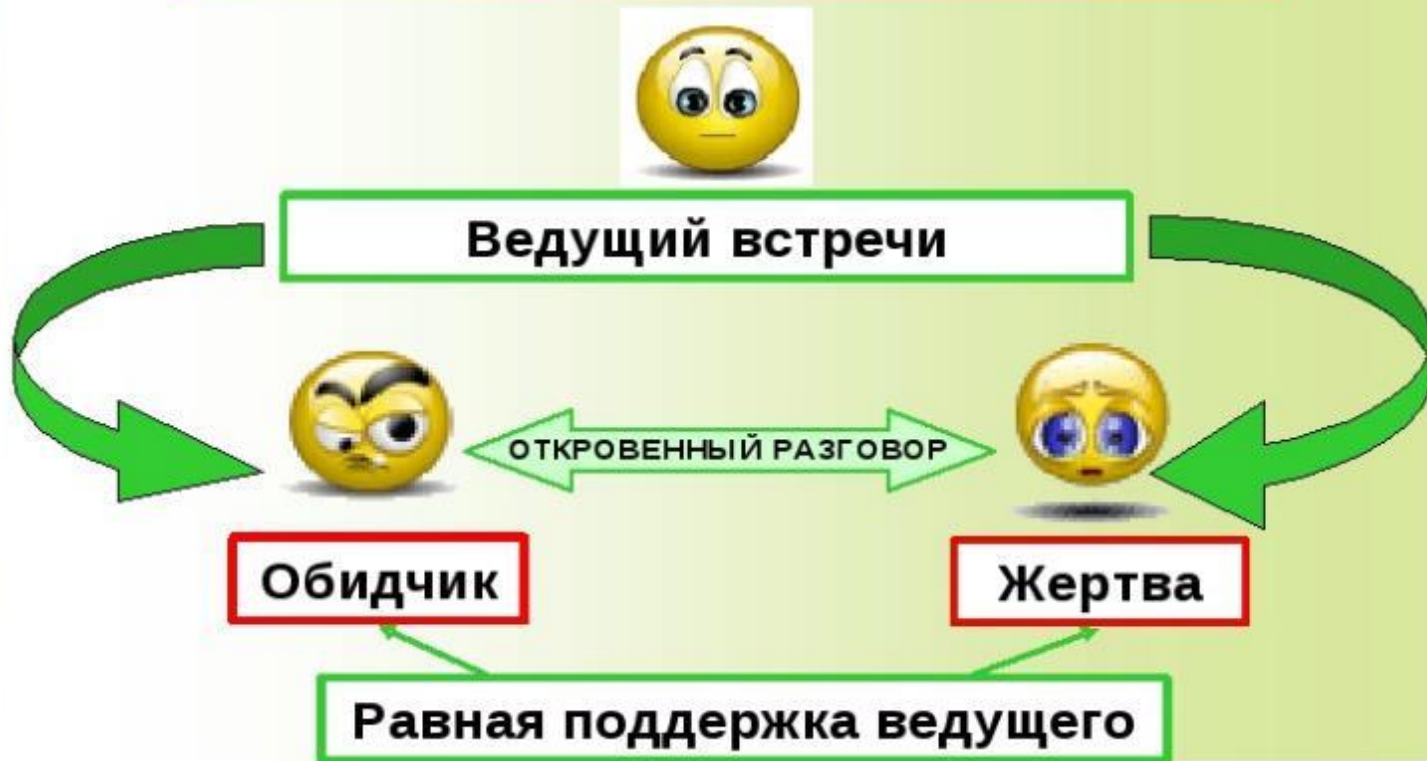 Ведущий встречи
ОТКРОВЕННЫЙ РАЗГОВОР
Обидчик
Жертва
Равная поддержка ведущего